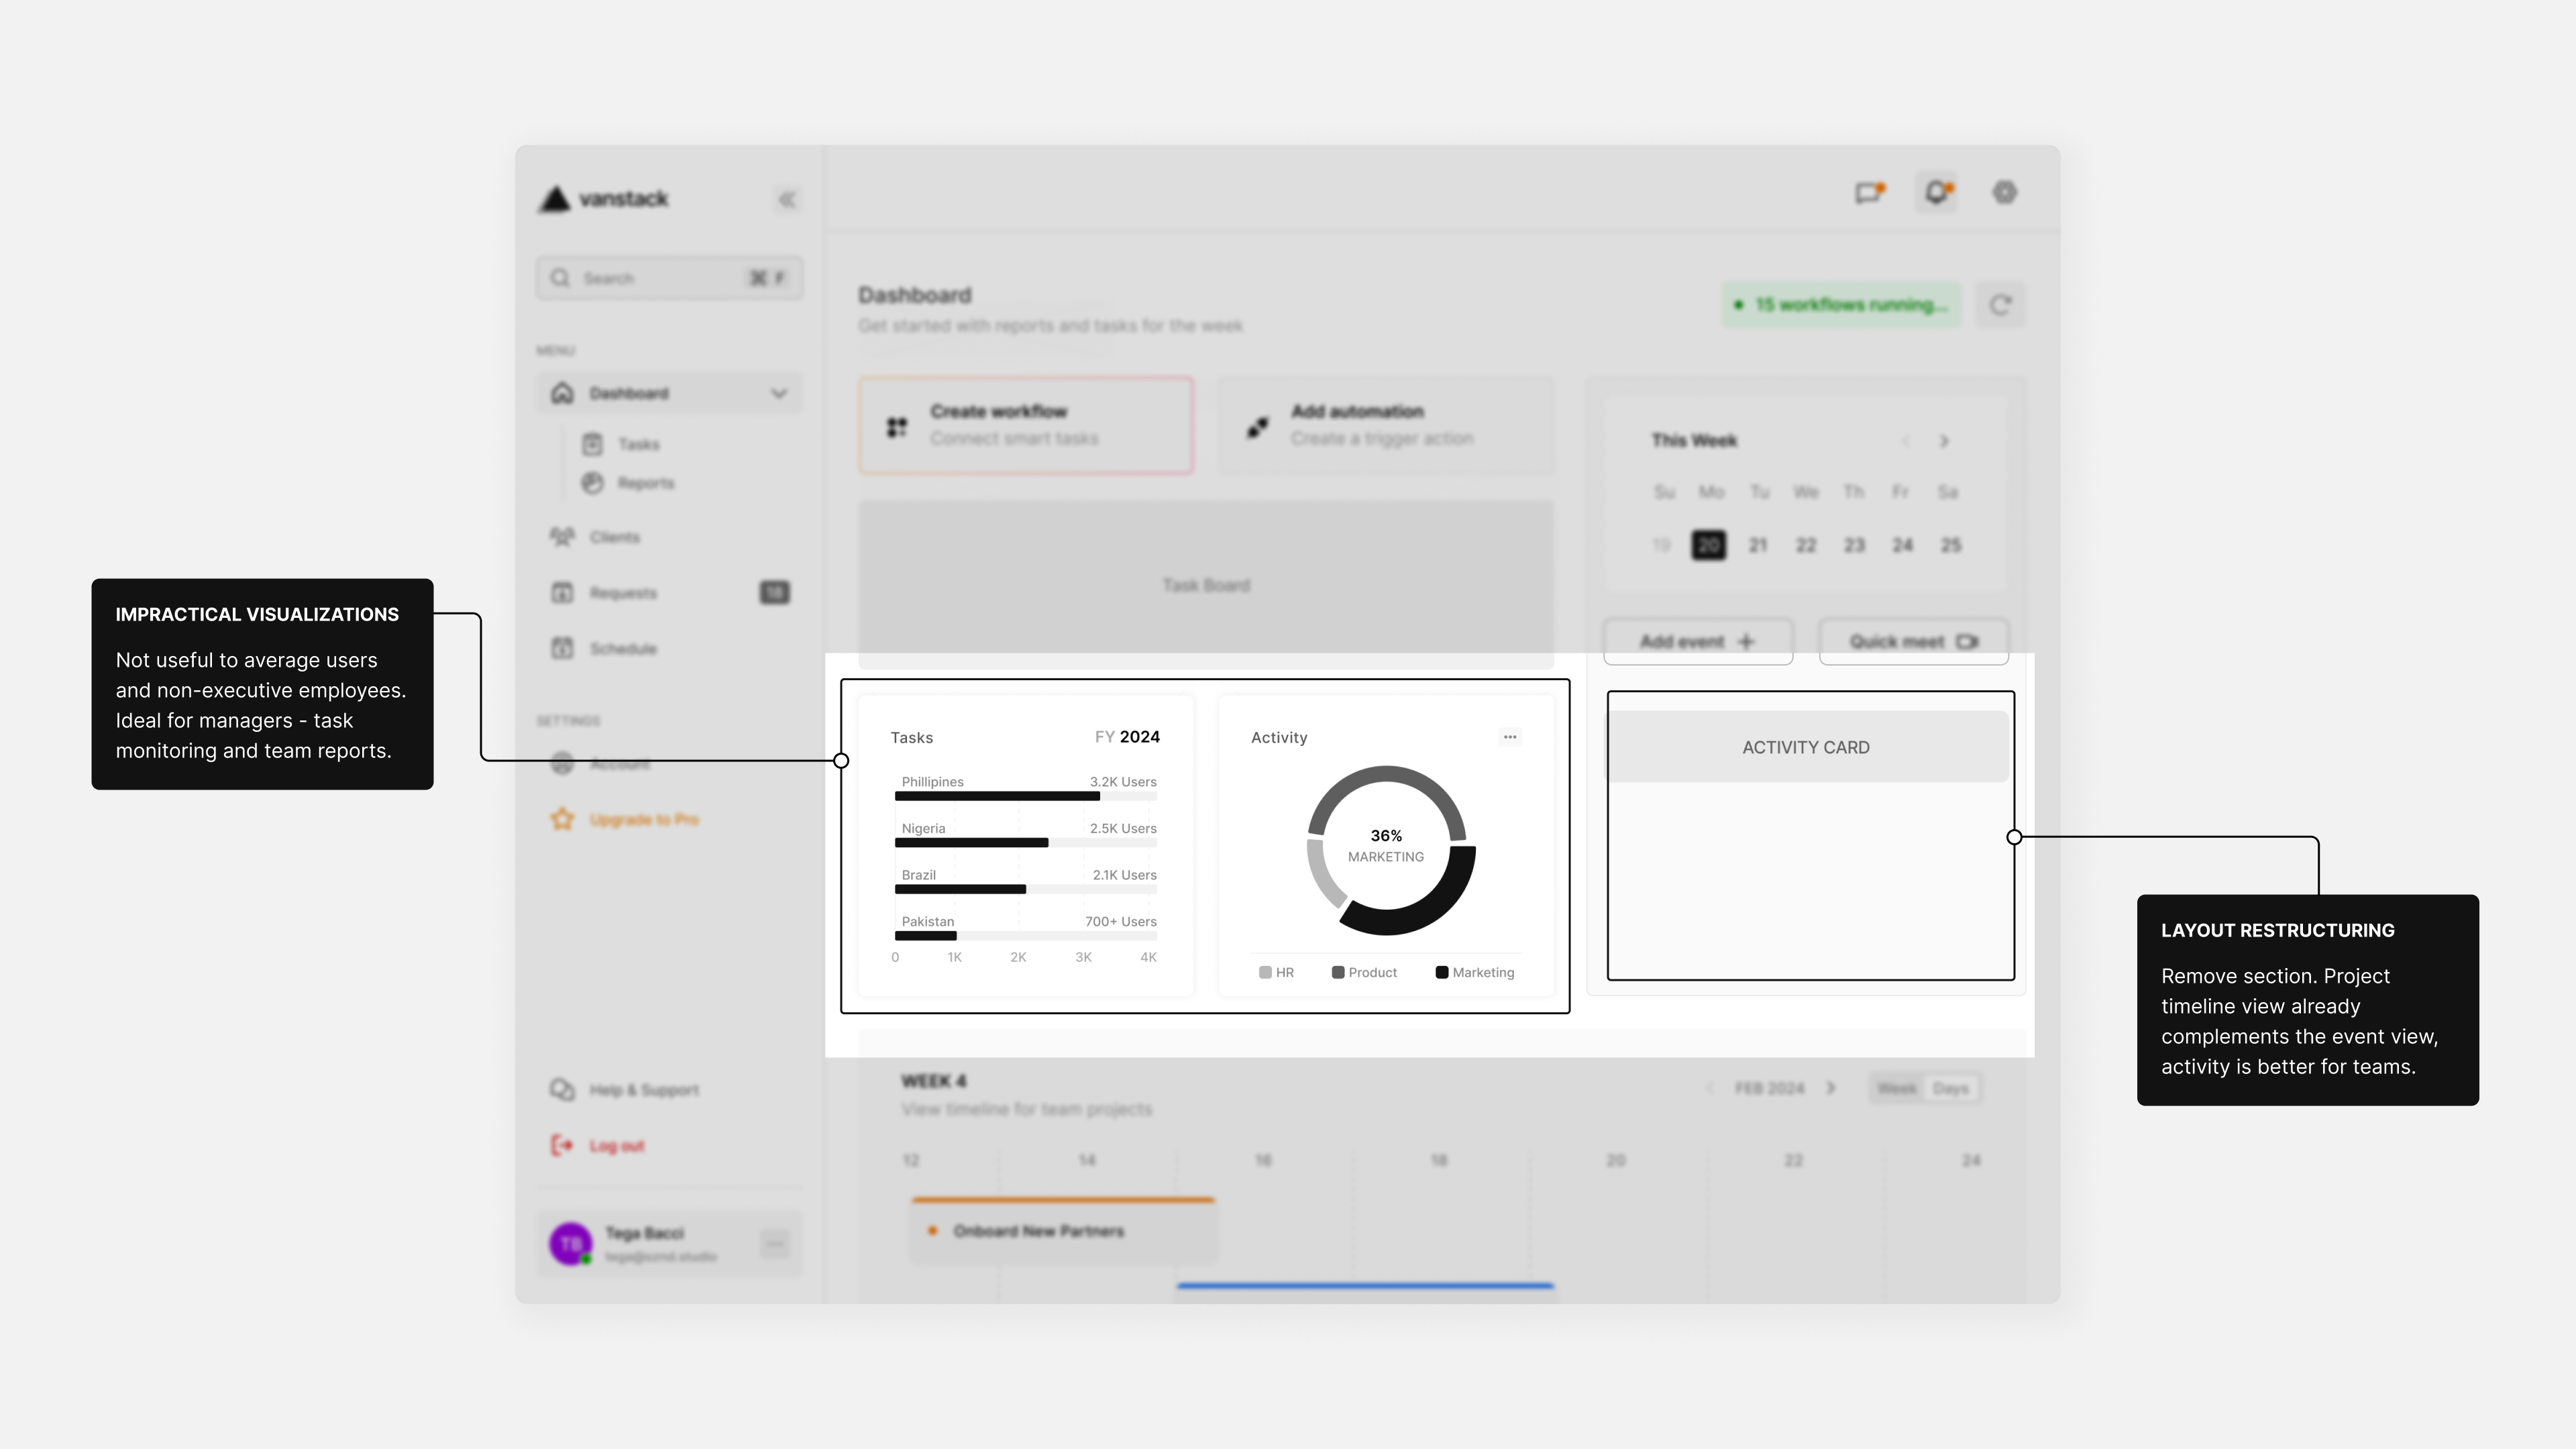 vanstack
Search
⌘ F
MENU
Dashboard
Tasks
Reports
Clients
Requests
18
Schedule
SETTINGS
Account
Upgrade to Pro
Help & Support
Log out
TB
Tega Bacci
Dashboard
Get started with reports and tasks for the week
15 workflows running...
Create workflow
Connect smart tasks
Add automation
Create a trigger action
Task Board
This Week
Su Mo Tu We Th Fr Sa
19 20 21 22 23 24 25
Add event
Quick meet
IMPRACTICAL VISUALIZATIONS
Not useful to average users
and non-executive employees.
Ideal for managers - task
monitoring and team reports.
Tasks
FY 2024
Phillipines 3.2K Users
Nigeria 2.5K Users
Brazil 2.1K Users
Pakistan 700+ Users
0 1K 2K 3K 4K
Activity
36%
MARKETING
HR Product Marketing
ACTIVITY CARD
LAYOUT RESTRUCTURING
Remove section. Project
timeline view already
complements the event view,
activity is better for teams.
WEEK 4
View timeline for team projects
FEB 2024
Week Days
12 14 16 18 20 22 24
Onboard New Partners